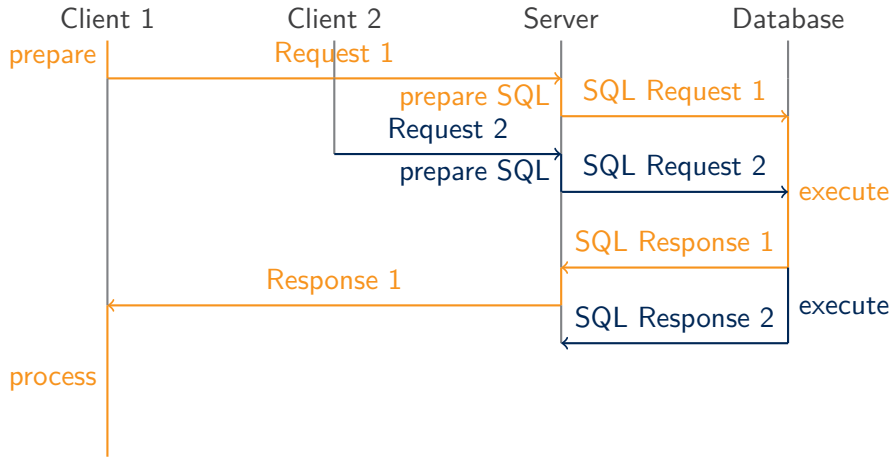 Client 1
Client 2
Server
Database
prepare
Request 1
prepare SQL
SQL Request 1
Request 2
prepare SQL
SQL Request 2
execute
SQL Response 1
Response 1
execute
SQL Response 2
process